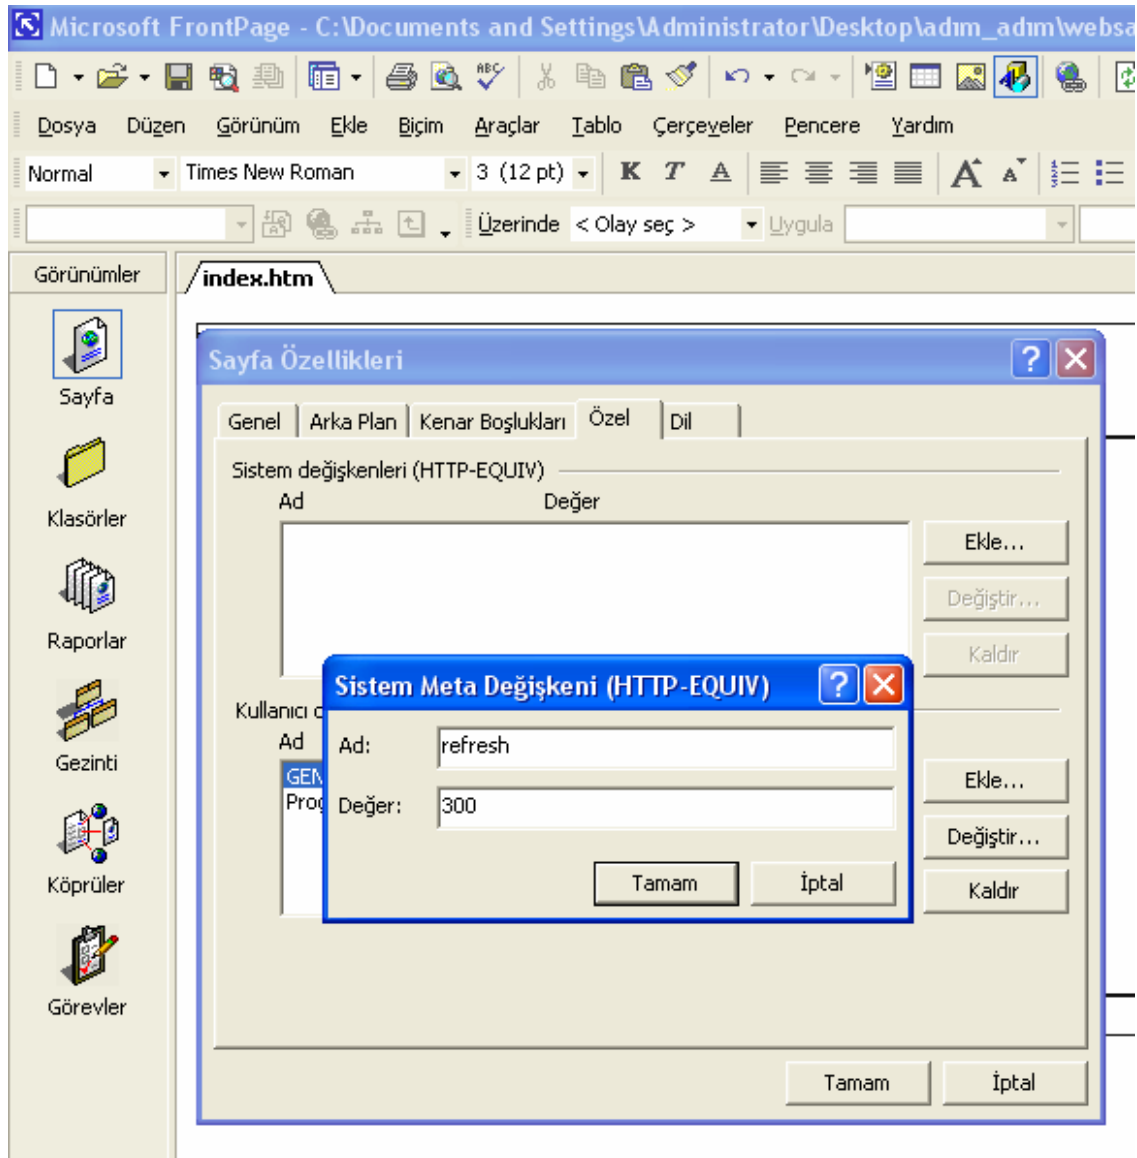 Microsoft FrontPage - C:\Documents and Settings\Administrator\Desktop\adım_adım\websa
ABC
Dosya Düzen Görünüm Ekle Biçim Araçlar Tablo Çerçeveler Pencere Yardım
Normal Times New Roman 3 (12 pt) K T A A A
Üzerinde < Olay seç > Uygula
Görünümler
index.htm
Sayfa
Klasörler
Raporlar
Gezinti
Köprüler
Görevler
Sayfa Özellikleri
Genel Arka Plan Kenar Boşlukları Özel Dil
Sistem değişkenleri (HTTP-EQUIV)
Ad Değer
Ekle...
Değiştir...
Kaldır
Kullanıcı d
Ad
GEN
Prog
Ekle...
Değiştir...
Kaldır
Sistem Meta Değişkeni (HTTP-EQUIV)
Ad: refresh
Değer: 300
Tamam İptal
Tamam İptal